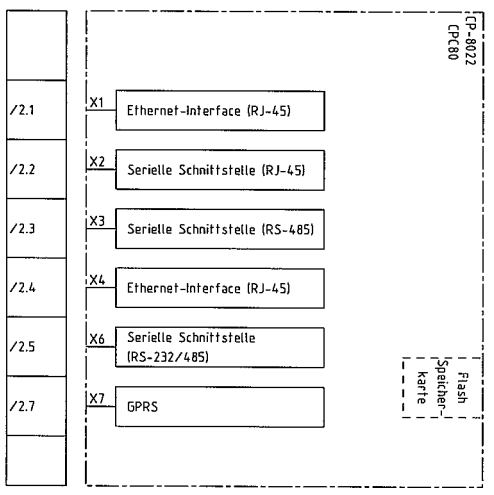 CP-8022
CPC80
/2.1
X1
Ethernet-Interface (RJ-45)
/2.2
X2
Serielle Schnittstelle (RJ-45)
/2.3
X3
Serielle Schnittstelle (RS-485)
/2.4
X4
Ethernet-Interface (RJ-45)
/2.5
X6
Serielle Schnittstelle
(RS-232/485)
/2.7
X7
GPRS
Flash
Speicher-
karte